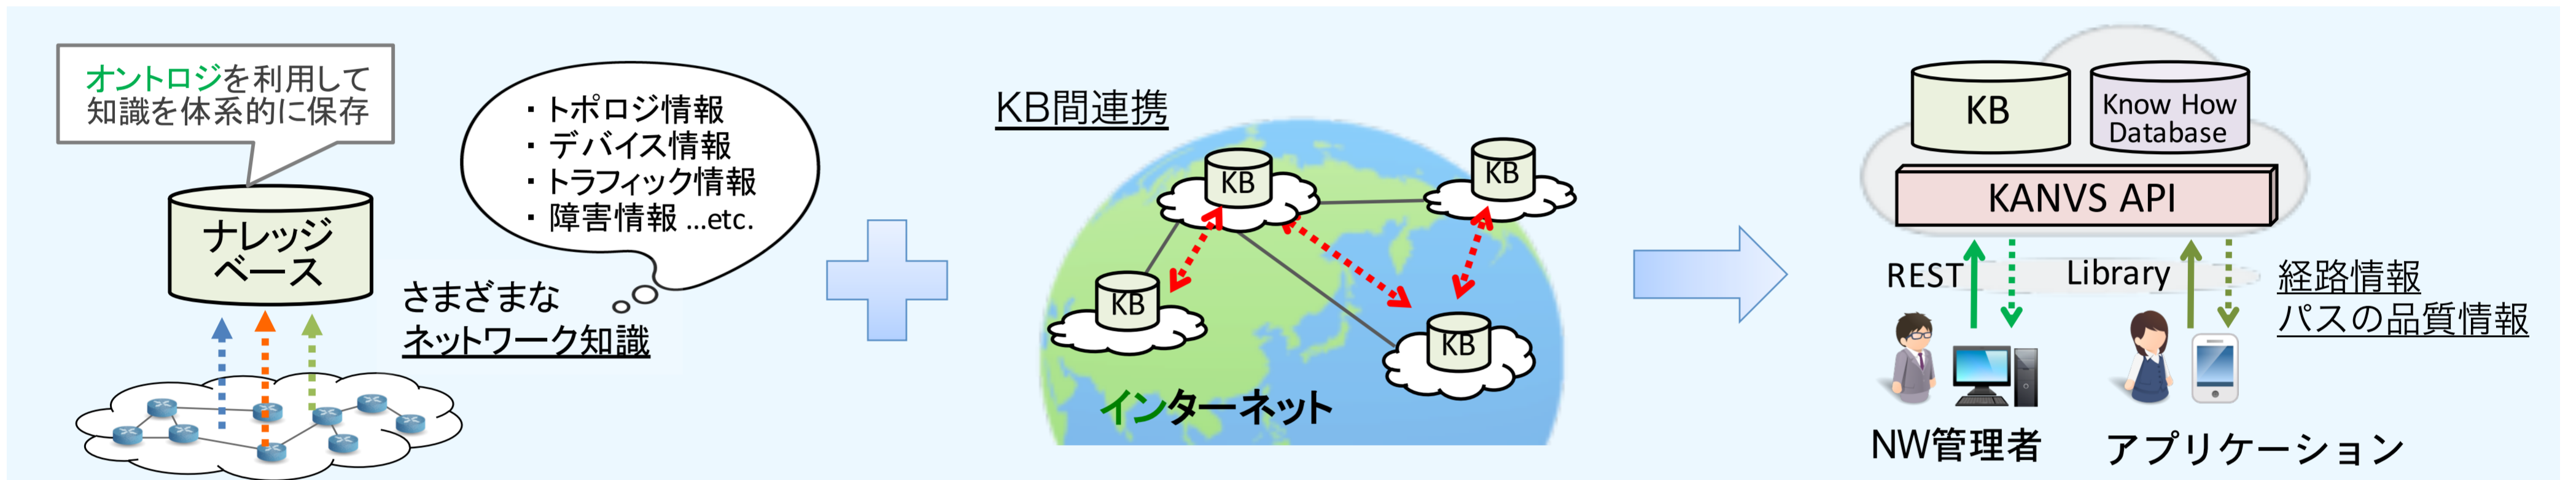 オントロジを利用して
知識を体系的に保存
ナレッジ
ベース
・トポロジ情報
・デバイス情報
・トラフィック情報
・障害情報 ...etc.
さまざまな
ネットワーク知識
KB間連携
KB
KB
KB
KB
インターネット
KB
Know How
Database
KANVS API
REST
Library
経路情報
パスの品質情報
NW管理者
アプリケーション